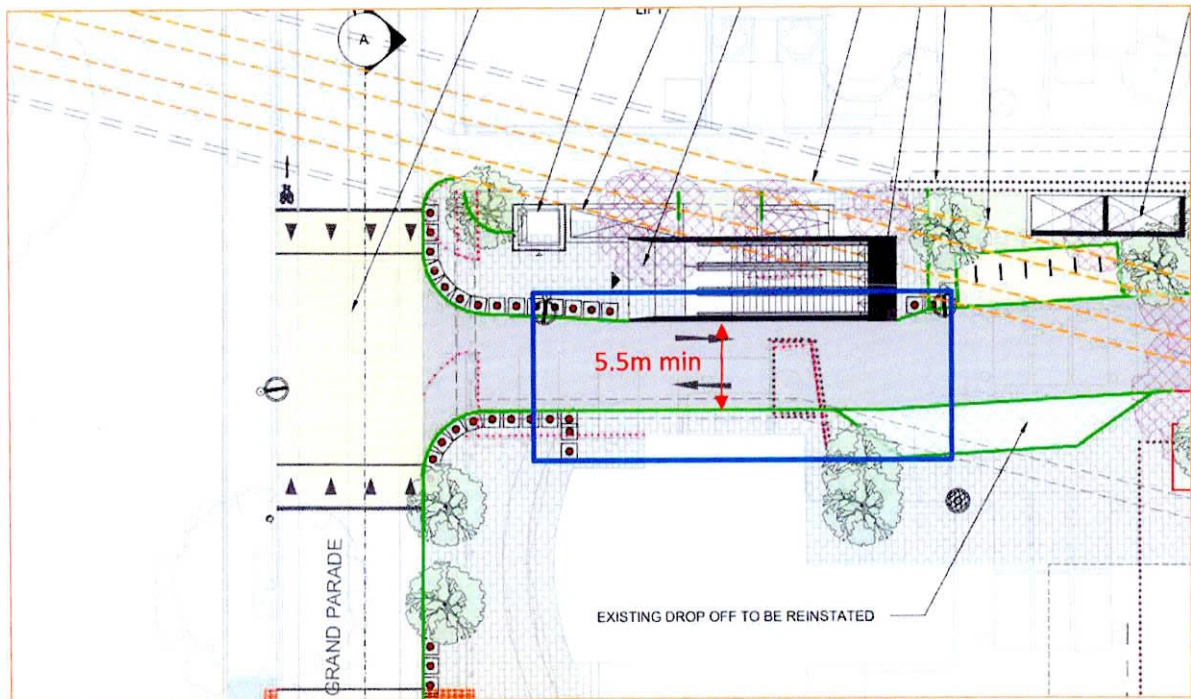 LIFT
A
5.5m min
EXISTING DROP OFF TO BE REINSTATED
GRAND PARADE